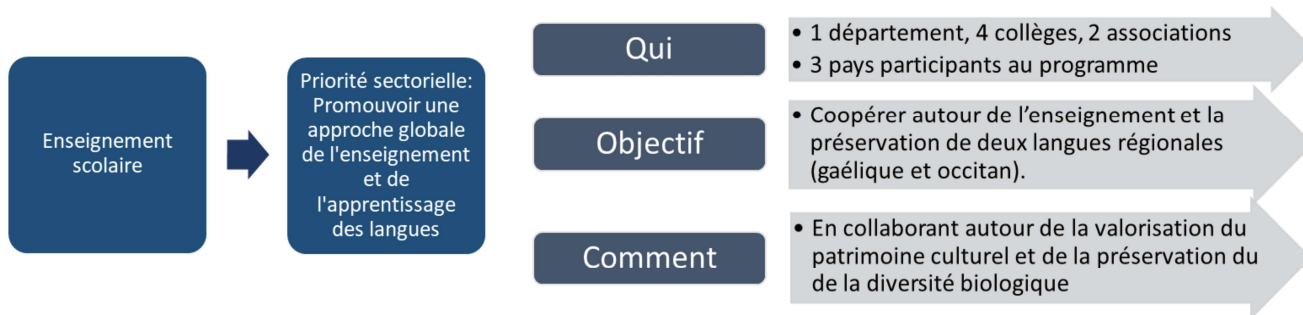 Enseignement
scolaire
Priorité sectorielle:
Promouvoir une
approche globale
de l'enseignement
et de
l'apprentissage
des langues
Qui
• 1 département, 4 collèges, 2 associations
• 3 pays participants au programme
Objectif
• Coopérer autour de l’enseignement et la
préservation de deux langues régionales
(gaélique et occitan).
Comment
• En collaborant autour de la valorisation du
patrimoine culturel et de la préservation du
de la diversité biologique